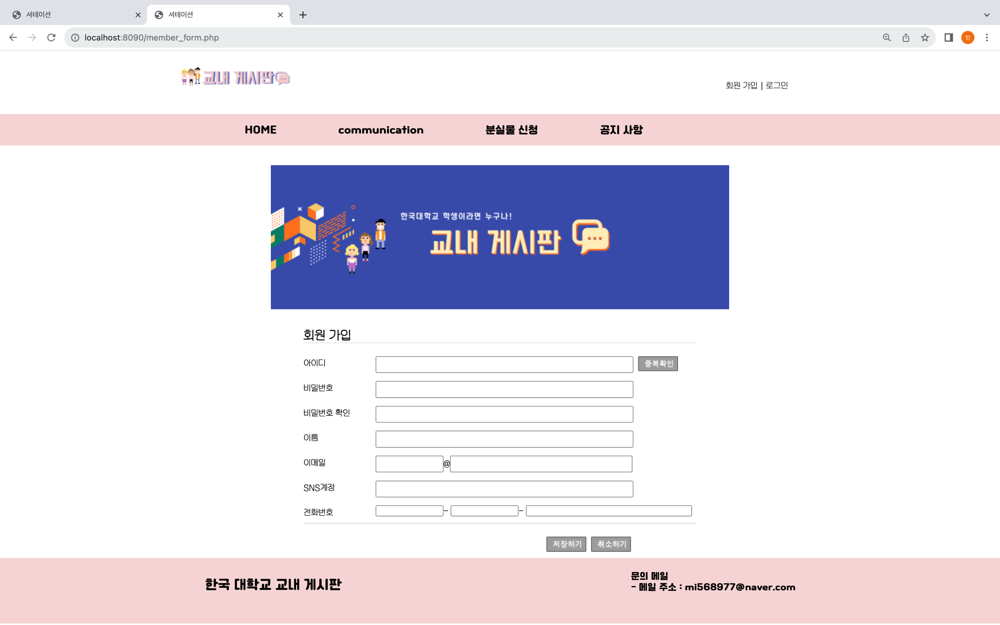 셔테이션
셔테이션
localhost:8090/member_form.php
민
교내 게시판
회원 가입 | 로그인
HOME communication 분실물 신청 공지 사항
한국대학교 학생이라면 누구나!
교내 게시판
회원 가입
아이디 중복확인
비밀번호
비밀번호 확인
이름
이메일 @
SNS계정
전화번호 - -
저장하기 취소하기
한국 대학교 교내 게시판
문의 메일
- 메일 주소 : mi568977@naver.com